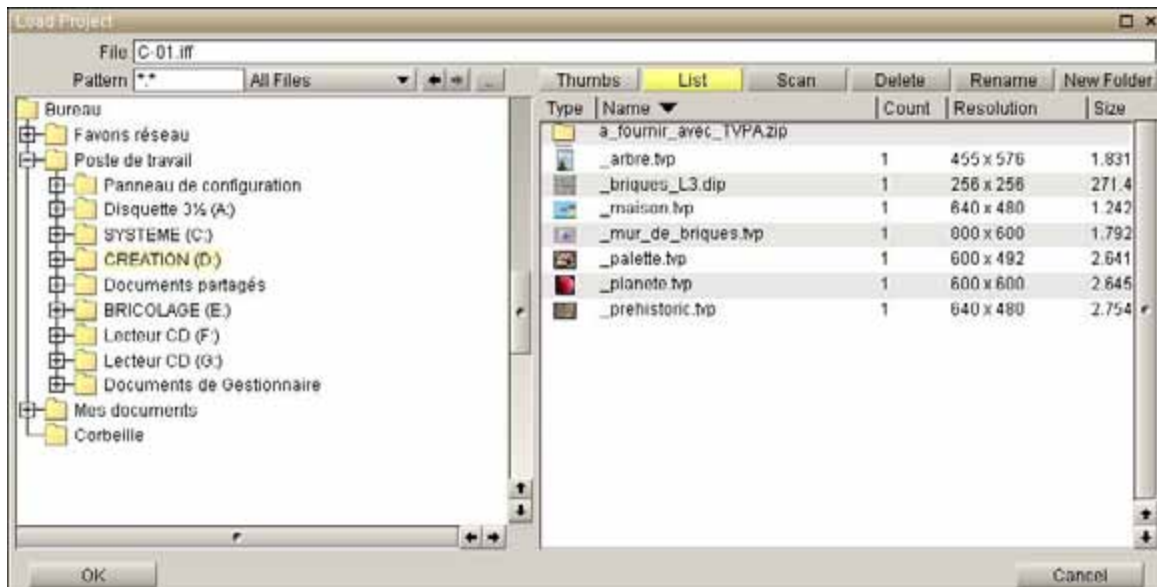 Load Project
File C-01.iff
Pattern *.* All Files ...
Thumbs List Scan Delete Rename New Folder
Bureau
Favoris réseau
Poste de travail
Panneau de configuration
Disquette 3½ (A:)
SYSTEME (C:)
CREATION (D:)
Documents partagés
BRICOLAGE (E:)
Lecteur CD (F:)
Lecteur CD (G:)
Documents de Gestionnaire
Mes documents
Corbeille
Type Name Count Resolution Size
a_fournir_avec_TVPA.zip
_arbre.tvp 1 455 x 576 1.831
_briques_L3.dip 1 256 x 256 271.4
_maison.tvp 1 640 x 480 1.242
_mur_de_briques.tvp 1 800 x 600 1.792
_palette.tvp 1 600 x 492 2.641
_planete.tvp 1 600 x 600 2.645
_prehistoric.tvp 1 640 x 480 2.754
OK Cancel